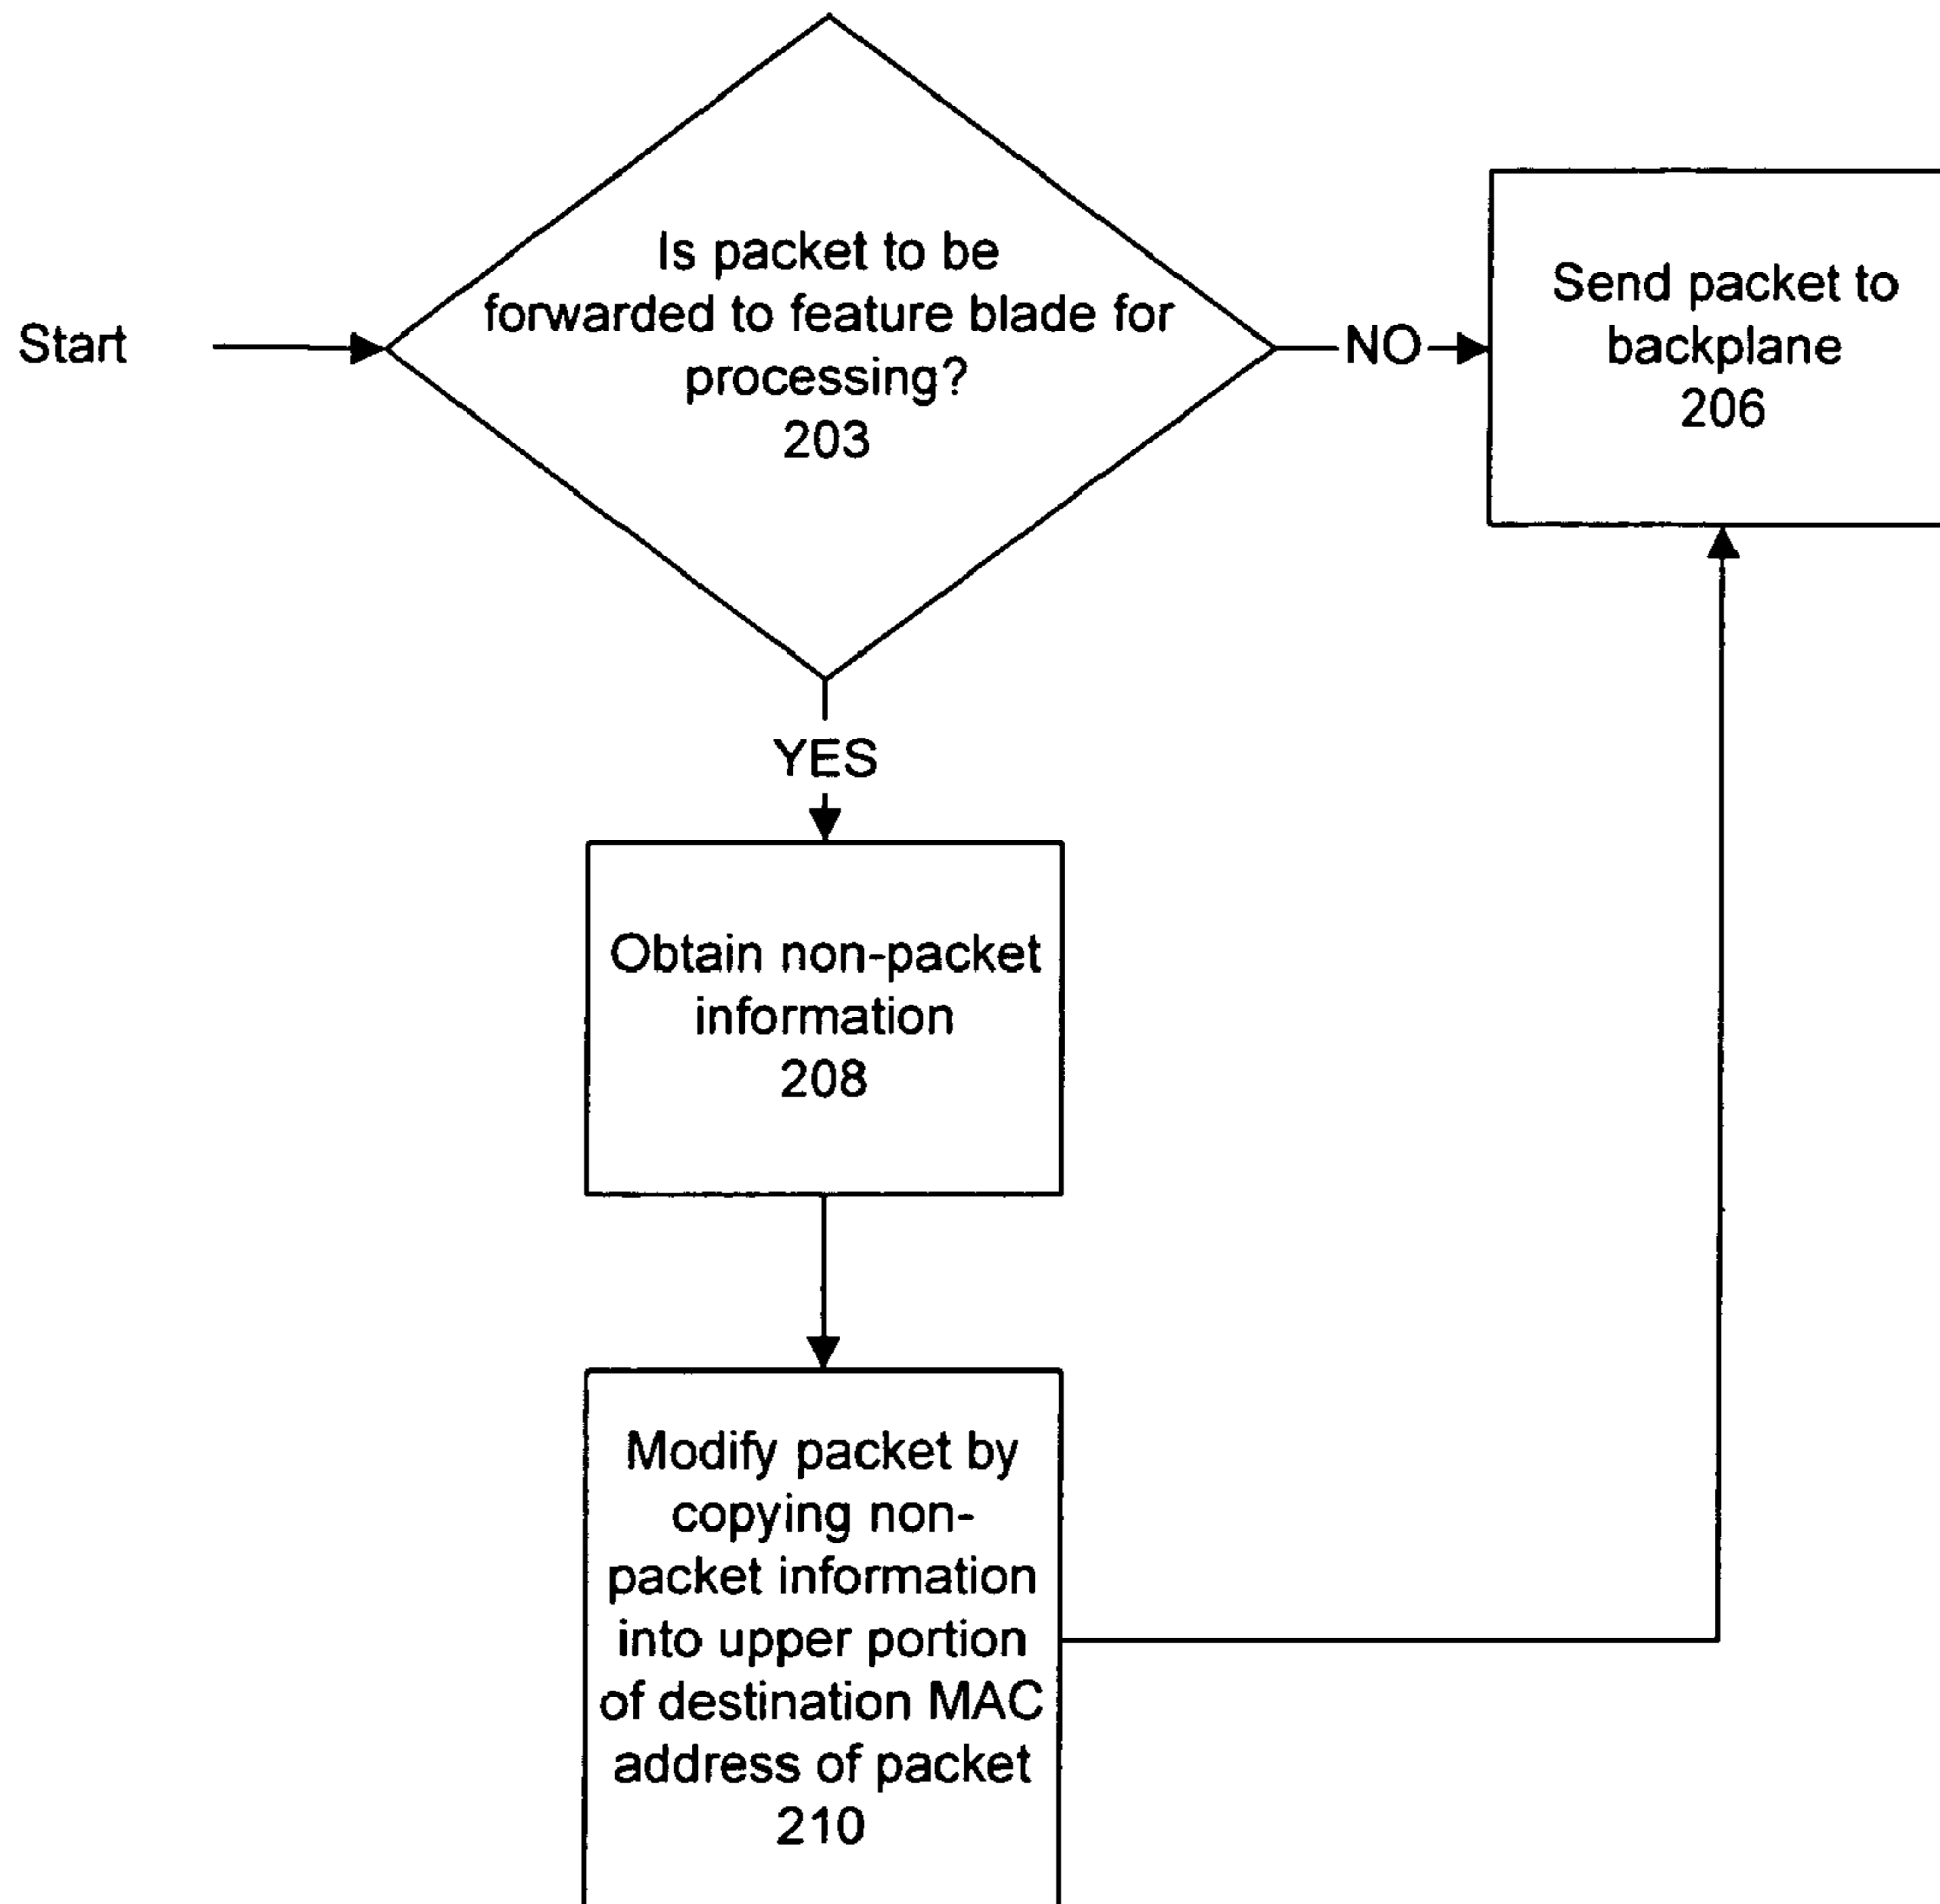 Start
Is packet to be
forwarded to feature blade for
processing?
203
NO
Send packet to
backplane
206
YES
Obtain non-packet
information
208
Modify packet by
copying non-
packet information
into upper portion
of destination MAC
address of packet
210